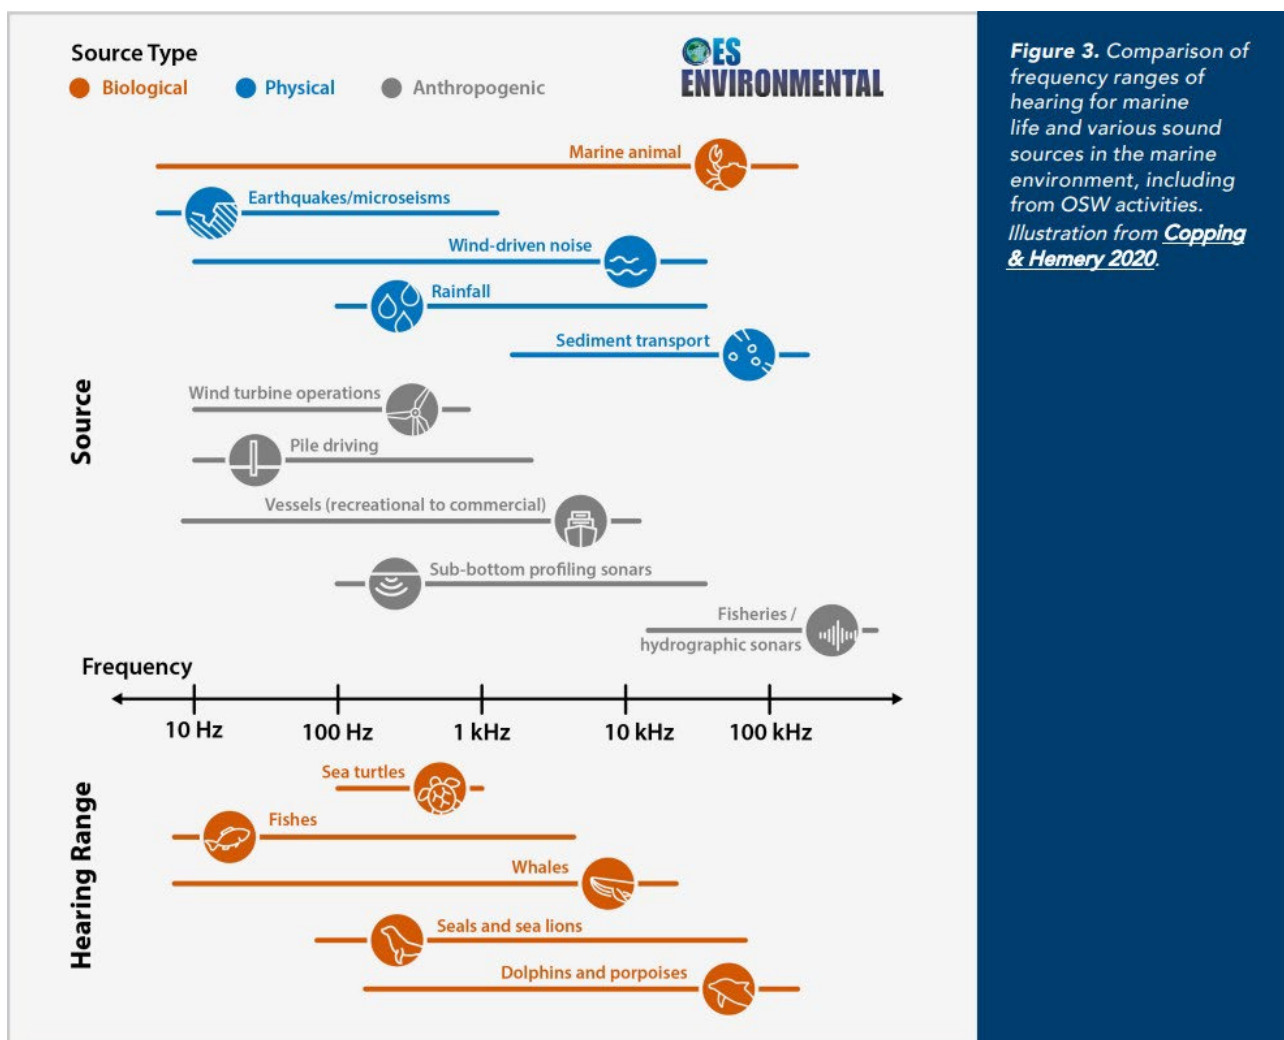 Source Type
Biological
Physical
Anthropogenic
OES
ENVIRONMENTAL
Figure 3. Comparison of
frequency ranges of
hearing for marine
life and various sound
sources in the marine
environment, including
from OSW activities.
Illustration from Copping
& Hemery 2020.
Source
Marine animal
Earthquakes/microseisms
Wind-driven noise
Rainfall
Sediment transport
Wind turbine operations
Pile driving
Vessels (recreational to commercial)
Sub-bottom profiling sonars
Fisheries /
hydrographic sonars
Frequency
10 Hz
100 Hz
1 kHz
10 kHz
100 kHz
Hearing Range
Sea turtles
Fishes
Whales
Seals and sea lions
Dolphins and porpoises